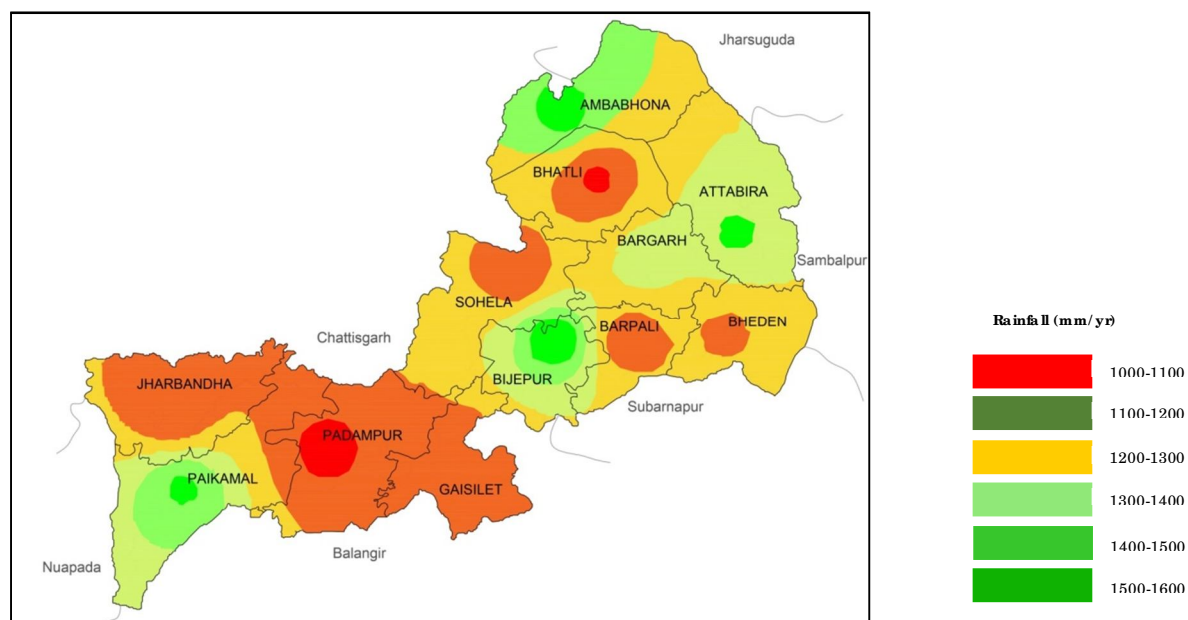 Jharsuguda
AMBABHONA
BHATLI
ATTABIRA
BARGARH
Sambalpur
SOHELA
BARPALI
BHEDEN
Chattisgarh
BIJEPUR
JHARBANDHA
Subarnapur
PADAMPUR
PAIKAMAL
GAISILET
Balangir
Nuapada
Rainfall (mm/yr)
1000-1100
1100-1200
1200-1300
1300-1400
1400-1500
1500-1600